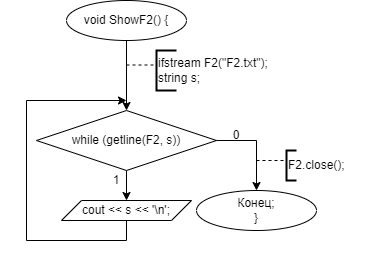 void ShowF2() {
ifstream F2("F2.txt");
string s;
while (getline(F2, s))
0
F2.close();
1
cout << s << '\n';
Конец;
}